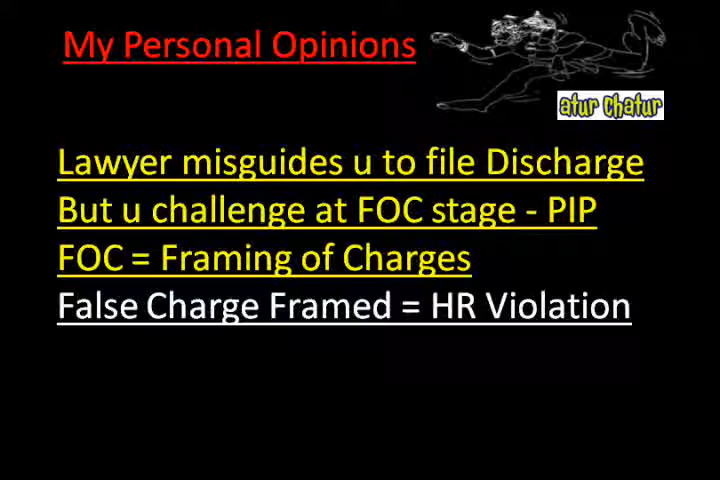 My Personal Opinions
atur chatur
Lawyer misguides u to file Discharge
But u challenge at FOC stage - PIP
FOC = Framing of Charges
False Charge Framed = HR Violation